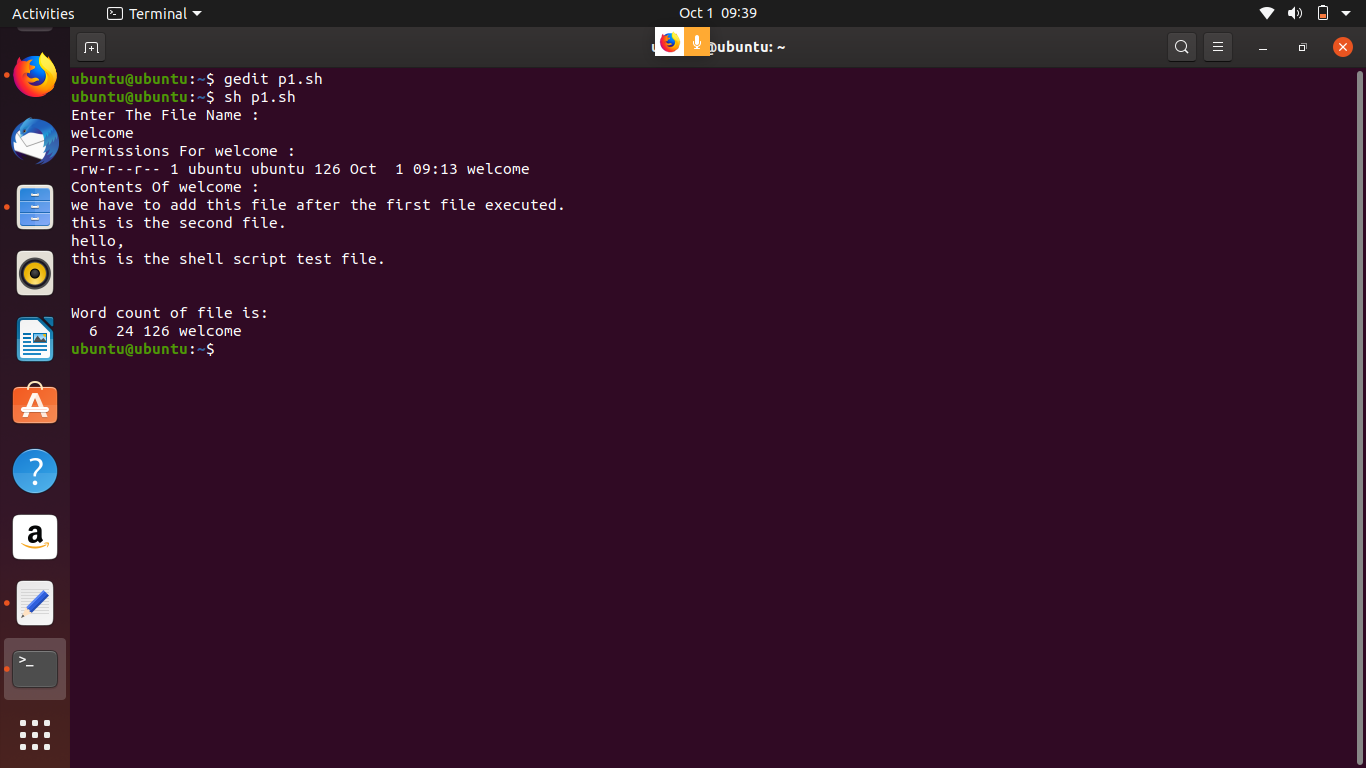 Activities
Terminal
Oct 1 09:39
@ubuntu: ~
ubuntu@ubuntu:~$ gedit p1.sh
ubuntu@ubuntu:~$ sh p1.sh
Enter The File Name :
welcome
Permissions For welcome :
-rw-r--r-- 1 ubuntu ubuntu 126 Oct  1 09:13 welcome
Contents Of welcome :
we have to add this file after the first file executed.
this is the second file.
hello,
this is the shell script test file.
Word count of file is:
  6  24 126 welcome
ubuntu@ubuntu:~$